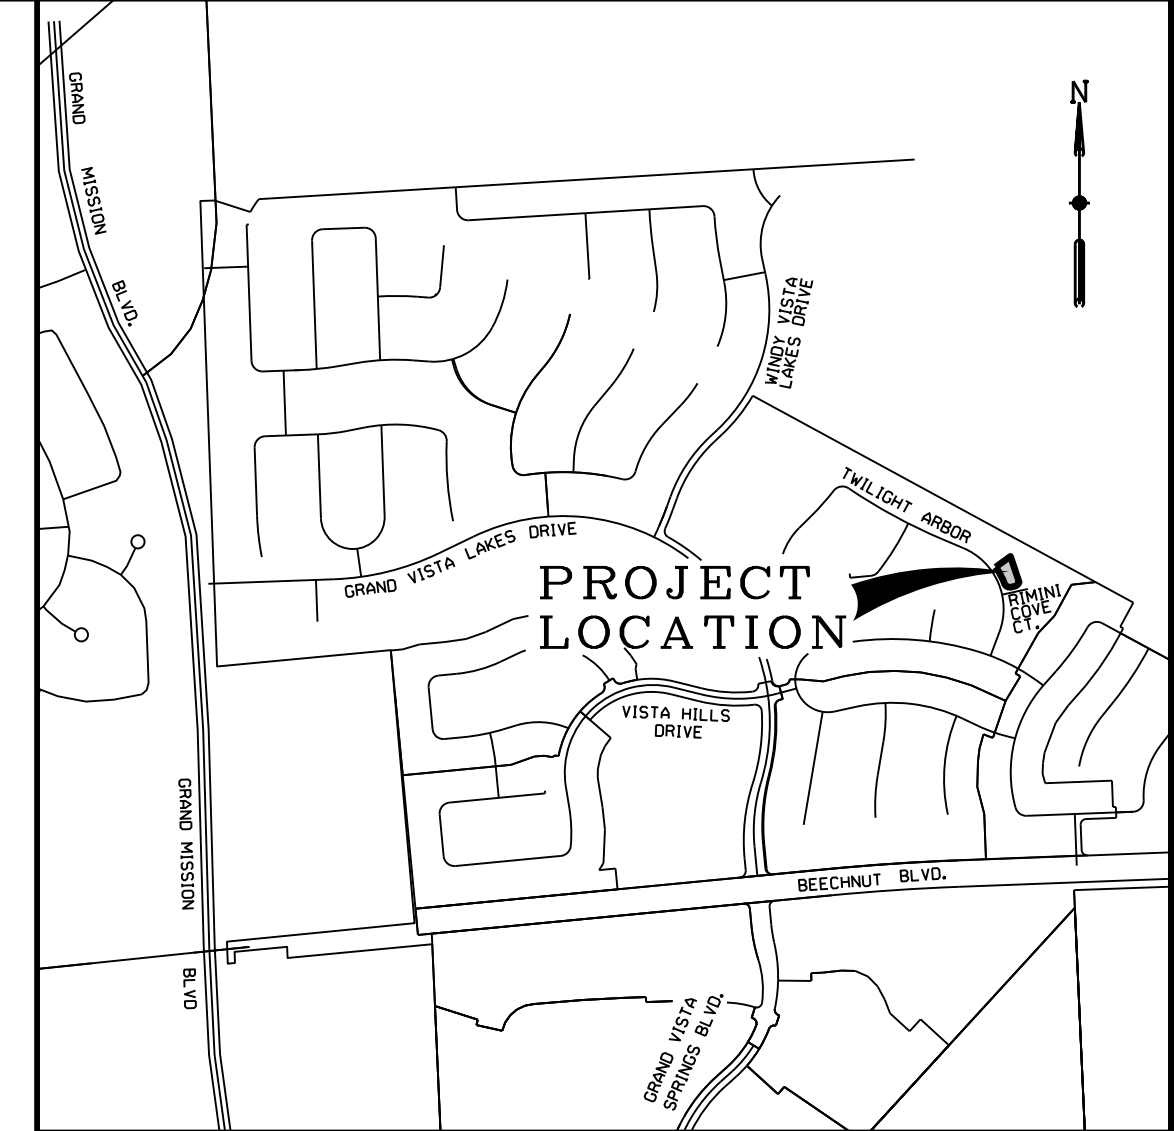 N
GRAND MISSION BLVD.
WINDY VISTA
LAKES DRIVE
TWILIGHT ARBOR
GRAND VISTA LAKES DRIVE
PROJECT
LOCATION
RIMINI
COVE
CT.
VISTA HILLS
DRIVE
GRAND MISSION BLVD
BEECHNUT BLVD.
GRAND VISTA
SPRINGS BLVD.